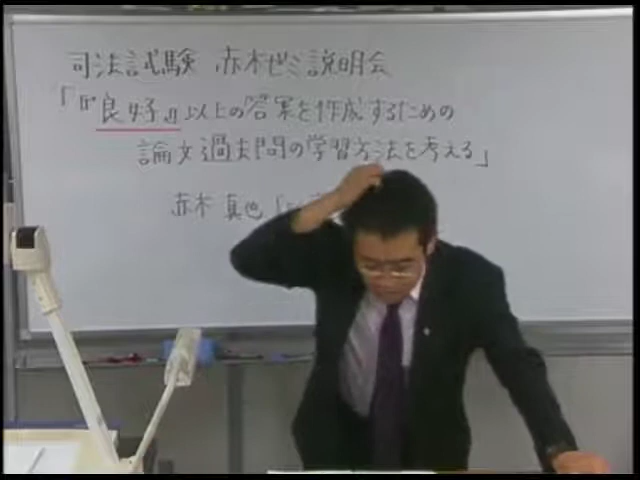 司法試験 赤木ゼミ説明会
「『良好』以上の答案を作成するための
論文過去問の学習方法を考える」
赤木 真也